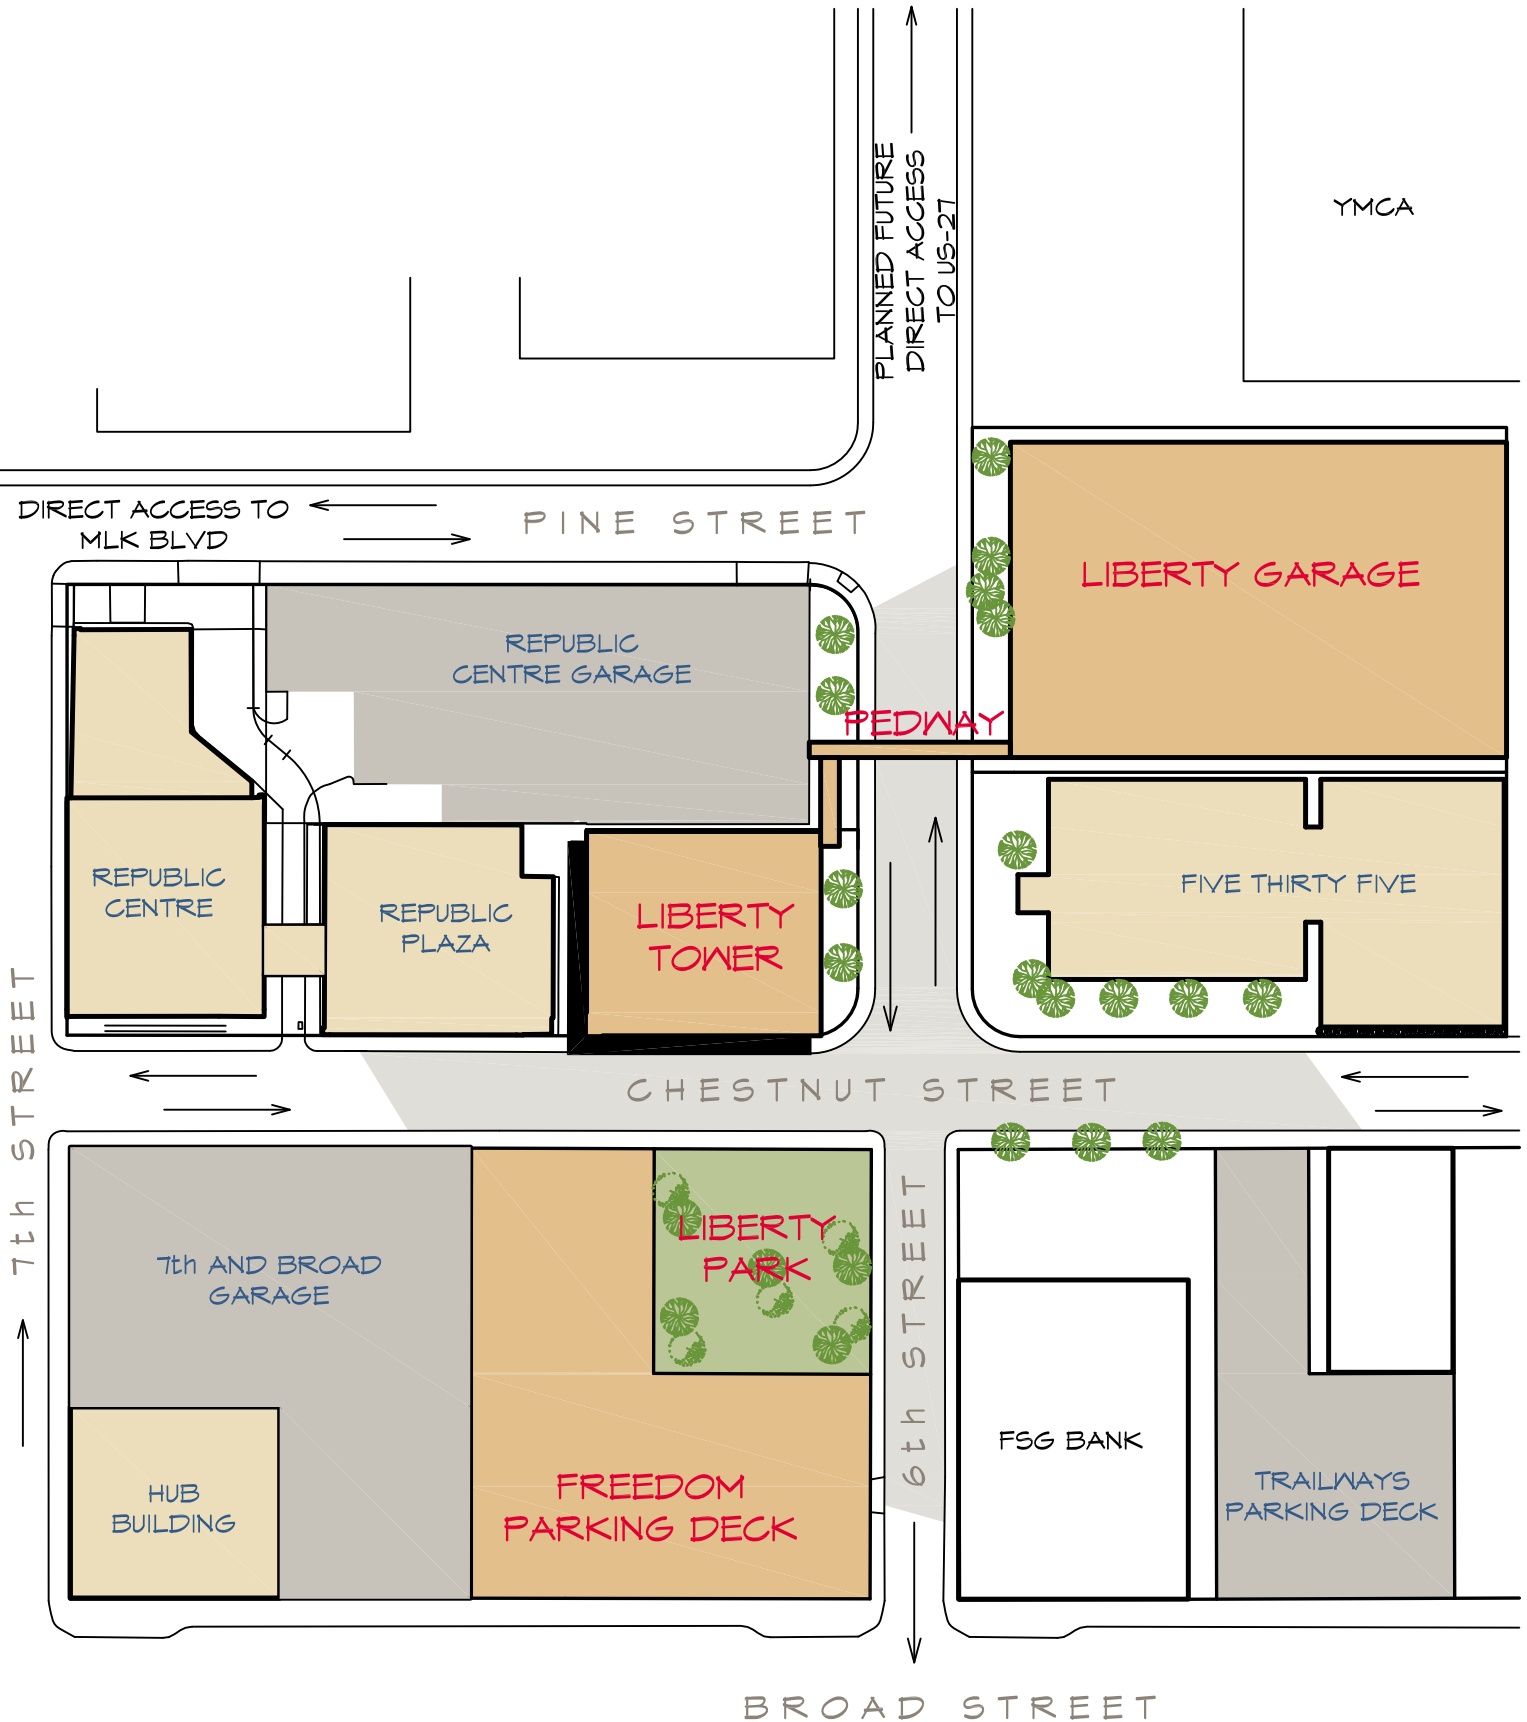 PLANNED FUTURE
DIRECT ACCESS
TO US-27
YMCA
DIRECT ACCESS TO
MLK BLVD
PINE STREET
LIBERTY GARAGE
REPUBLIC
CENTRE GARAGE
PEDWAY
REPUBLIC
CENTRE
REPUBLIC
PLAZA
LIBERTY
TOWER
FIVE THIRTY FIVE
7th STREET
CHESTNUT STREET
7th AND BROAD
GARAGE
LIBERTY
PARK
6th STREET
FSG BANK
HUB
BUILDING
FREEDOM
PARKING DECK
TRAILWAYS
PARKING DECK
BROAD STREET